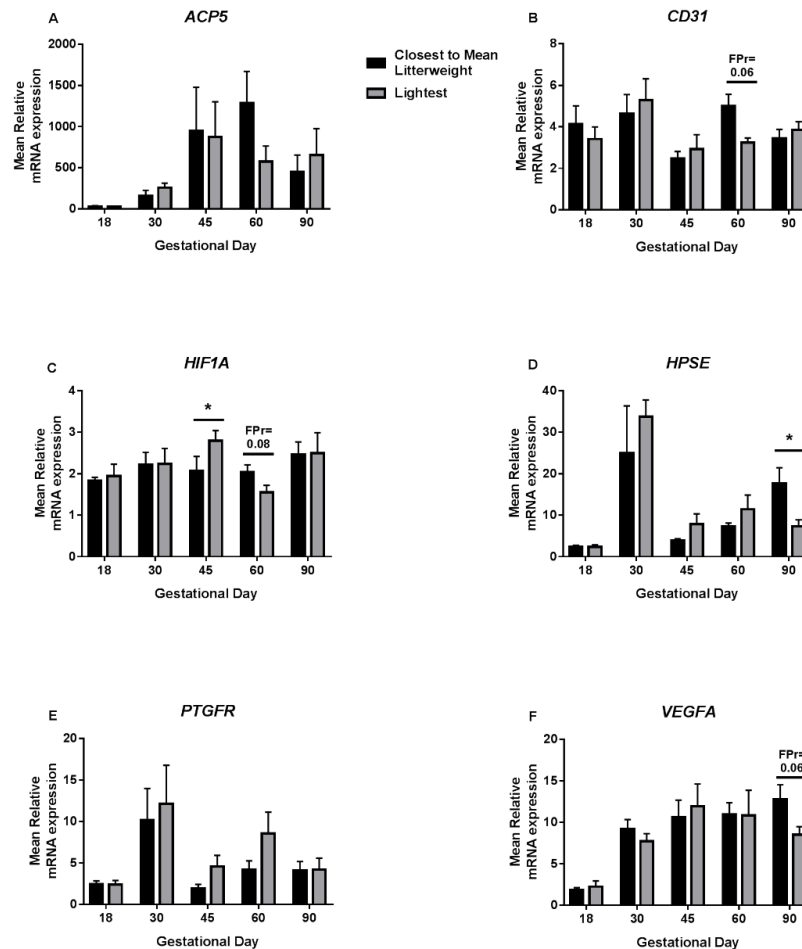 A
ACP5
Mean Relative
mRNA expression
2000
1500
1000
500
0
18 30 45 60 90
Gestational Day
Closest to Mean
Litterweight
Lightest
B
CD31
Mean Relative
mRNA expression
8
6
4
2
0
FPr=
0.06
18 30 45 60 90
Gestational Day
C
HIF1A
Mean Relative
mRNA expression
4
3
2
1
0
*
FPr=
0.08
18 30 45 60 90
Gestational Day
D
HPSE
Mean Relative
mRNA expression
40
30
20
10
0
*
18 30 45 60 90
Gestational Day
E
PTGFR
Mean Relative
mRNA expression
20
15
10
5
0
18 30 45 60 90
Gestational Day
F
VEGFA
Mean Relative
mRNA expression
20
15
10
5
0
FPr=
0.06
18 30 45 60 90
Gestational Day